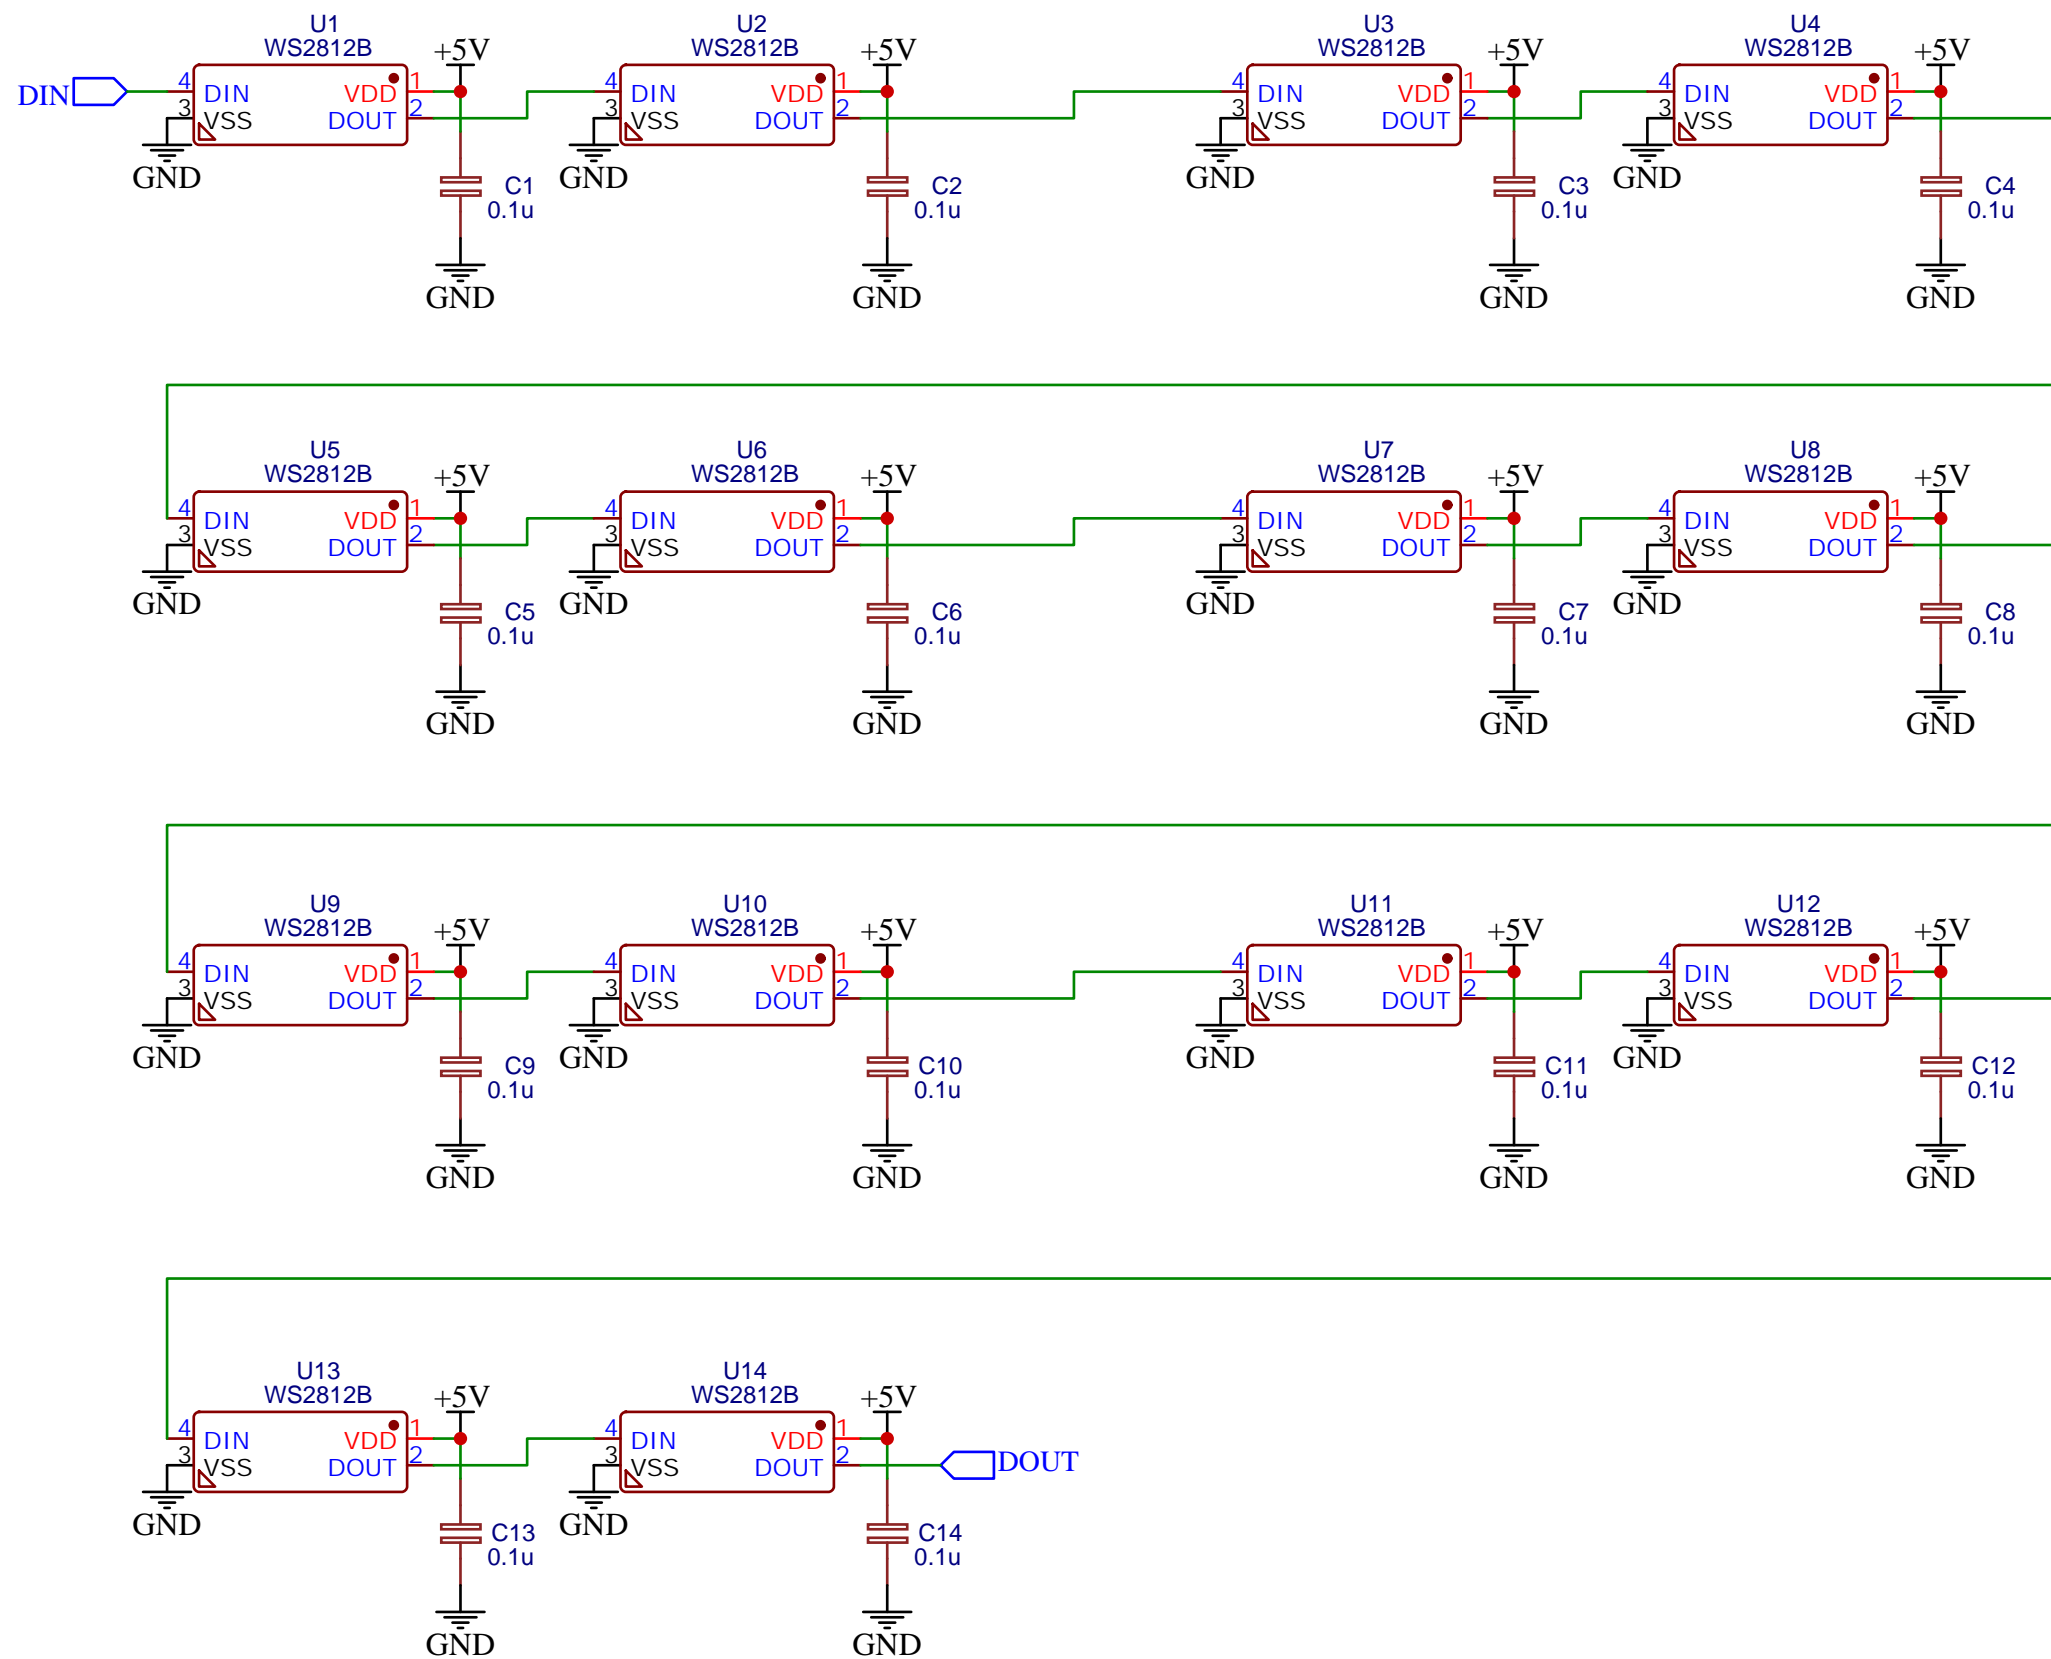 U1 U2 U3 U4
WS2812B WS2812B WS2812B WS2812B
+5V +5V +5V +5V
DIN 4 DIN VDD 1 4 DIN VDD 1 4 DIN VDD 1 4 DIN VDD 1
3 VSS DOUT 2 3 VSS DOUT 2 3 VSS DOUT 2 3 VSS DOUT 2
GND C1 GND C2 GND C3 GND C4
0.1u 0.1u 0.1u 0.1u
GND GND GND GND
U5 U6 U7 U8
WS2812B WS2812B WS2812B WS2812B
+5V +5V +5V +5V
4 DIN VDD 1 4 DIN VDD 1 4 DIN VDD 1 4 DIN VDD 1
3 VSS DOUT 2 3 VSS DOUT 2 3 VSS DOUT 2 3 VSS DOUT 2
GND C5 GND C6 GND C7 GND C8
0.1u 0.1u 0.1u 0.1u
GND GND GND GND
U9 U10 U11 U12
WS2812B WS2812B WS2812B WS2812B
+5V +5V +5V +5V
4 DIN VDD 1 4 DIN VDD 1 4 DIN VDD 1 4 DIN VDD 1
3 VSS DOUT 2 3 VSS DOUT 2 3 VSS DOUT 2 3 VSS DOUT 2
GND C9 GND C10 GND C11 GND C12
0.1u 0.1u 0.1u 0.1u
GND GND GND GND
U13 U14
WS2812B WS2812B
+5V +5V
4 DIN VDD 1 4 DIN VDD 1
3 VSS DOUT 2 3 VSS DOUT 2 DOUT
GND C13 GND C14
0.1u 0.1u
GND GND